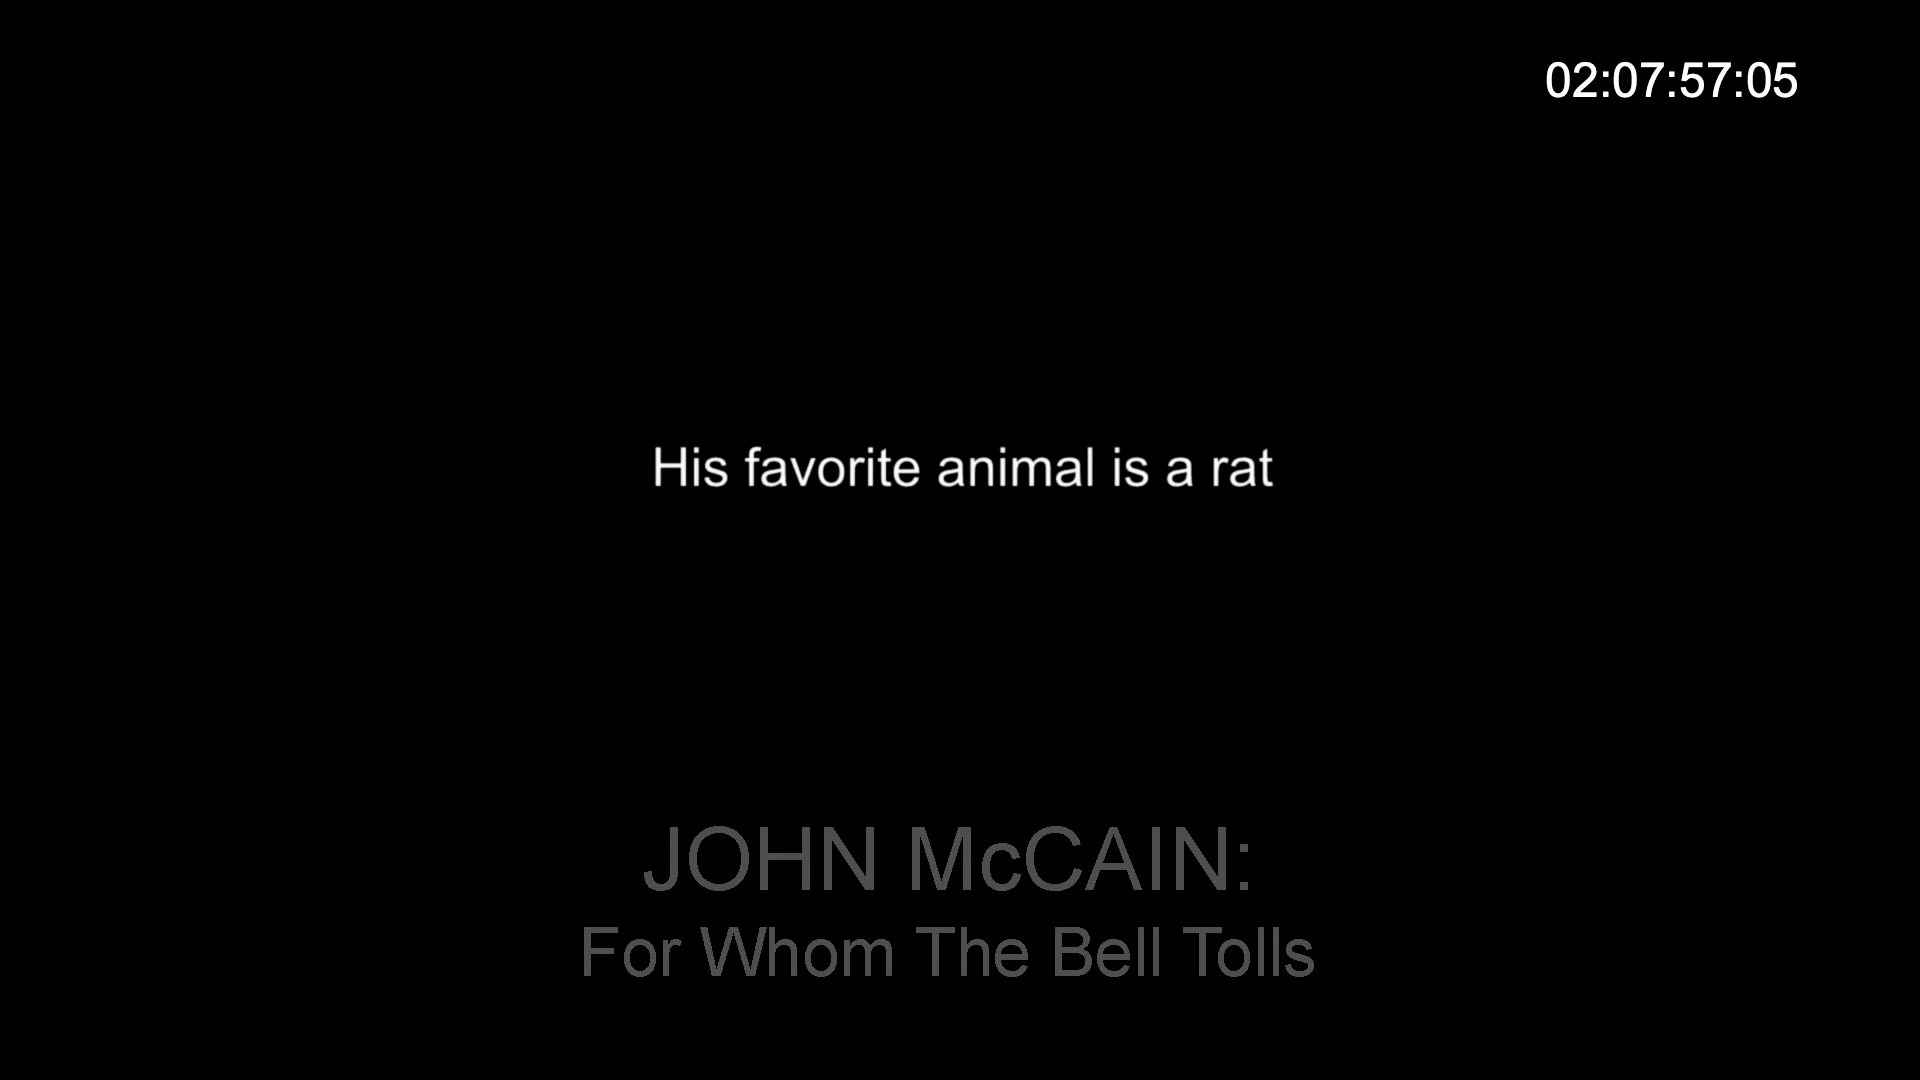 02:07:57:05
His favorite animal is a rat
JOHN McCAIN:
For Whom The Bell Tolls